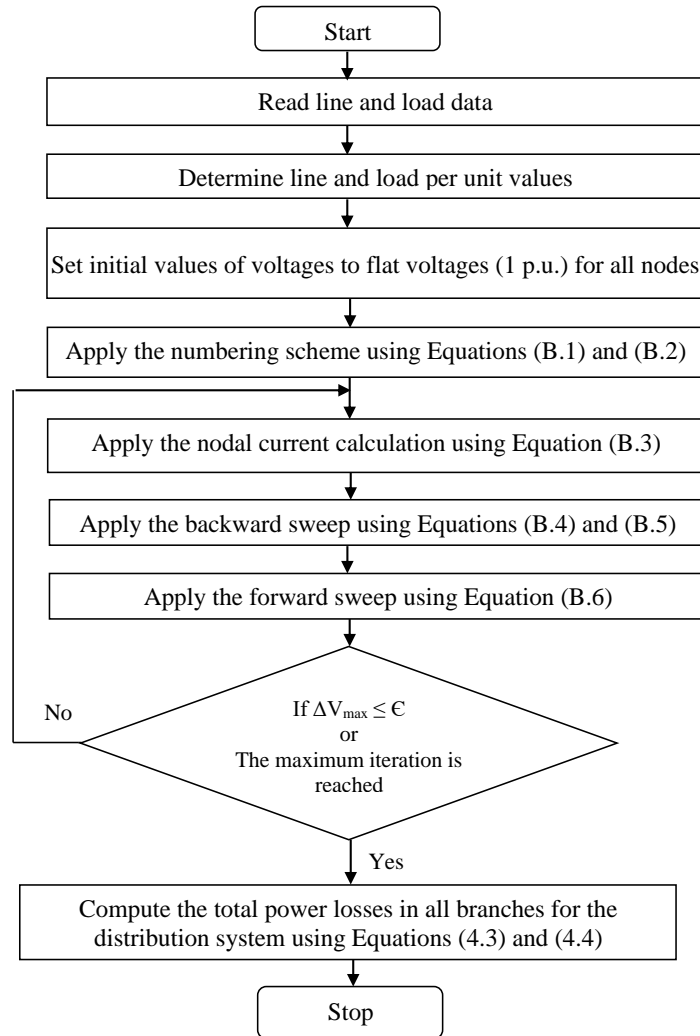 Start
Read line and load data
Determine line and load per unit values
Set initial values of voltages to flat voltages (1 p.u.) for all nodes
Apply the numbering scheme using Equations (B.1) and (B.2)
Apply the nodal current calculation using Equation (B.3)
Apply the backward sweep using Equations (B.4) and (B.5)
Apply the forward sweep using Equation (B.6)
No
If ΔVmax ≤ Є
or
The maximum iteration is
reached
Yes
Compute the total power losses in all branches for the
distribution system using Equations (4.3) and (4.4)
Stop